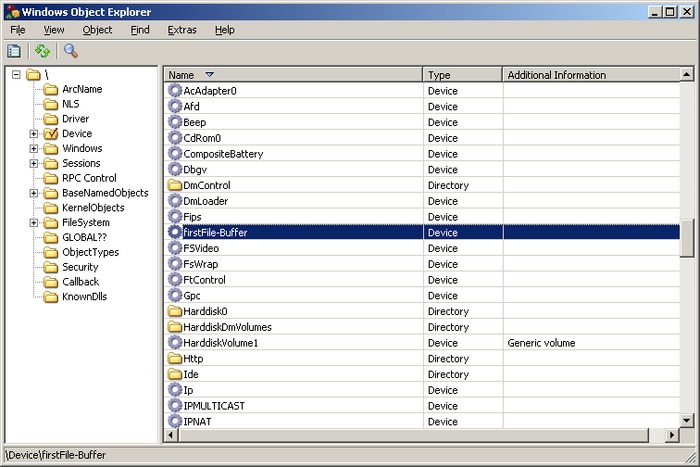 Windows Object Explorer
File View Object Find Extras Help
\
ArcName
NLS
Driver
Device
Windows
Sessions
RPC Control
BaseNamedObjects
KernelObjects
FileSystem
GLOBAL??
ObjectTypes
Security
Callback
KnownDlls
Name Type Additional Information
AcAdapter0 Device
Afd Device
Beep Device
CdRom0 Device
CompositeBattery Device
Dbgv Device
DmControl Directory
DmLoader Device
Fips Device
firstFile-Buffer Device
FSVideo Device
FsWrap Device
FtControl Device
Gpc Device
Harddisk0 Directory
HarddiskDmVolumes Directory
HarddiskVolume1 Device Generic volume
Http Directory
Ide Directory
Ip Device
IPMULTICAST Device
IPNAT Device
\Device\firstFile-Buffer